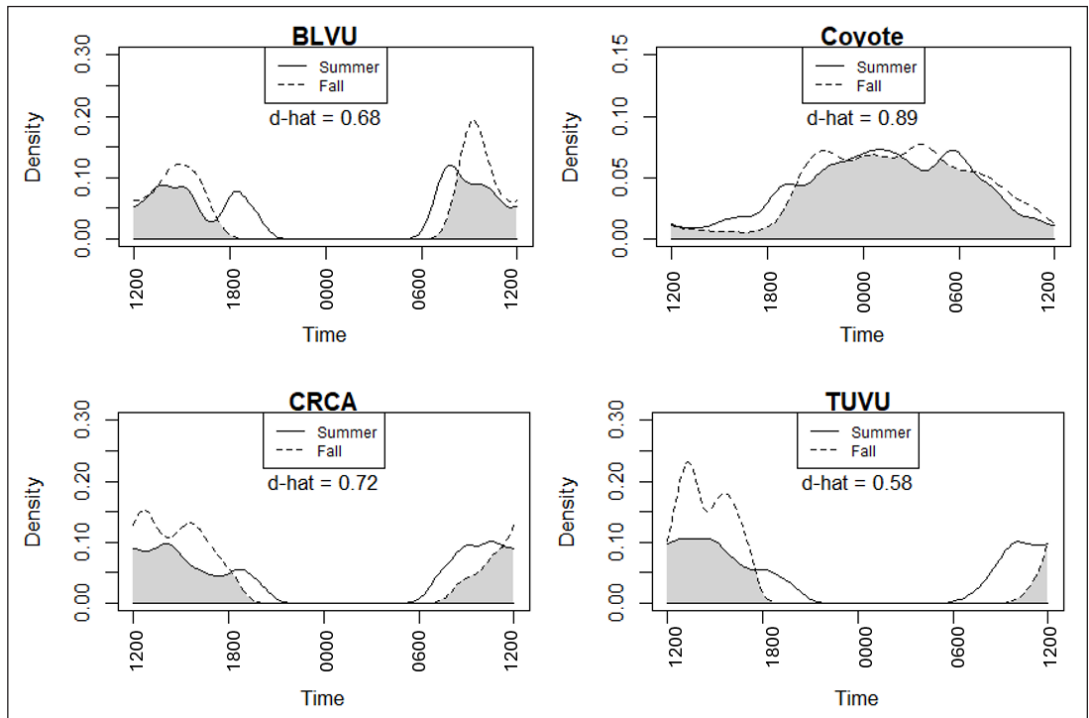 BLVU
Density
0.00 0.10 0.20 0.30
Summer
Fall
d-hat = 0.68
1200 1800 0000 0600 1200
Time
Coyote
Density
0.00 0.05 0.10 0.15
Summer
Fall
d-hat = 0.89
1200 1800 0000 0600 1200
Time
CRCA
Density
0.00 0.10 0.20 0.30
Summer
Fall
d-hat = 0.72
1200 1800 0000 0600 1200
Time
TUVU
Density
0.00 0.10 0.20 0.30
Summer
Fall
d-hat = 0.58
1200 1800 0000 0600 1200
Time